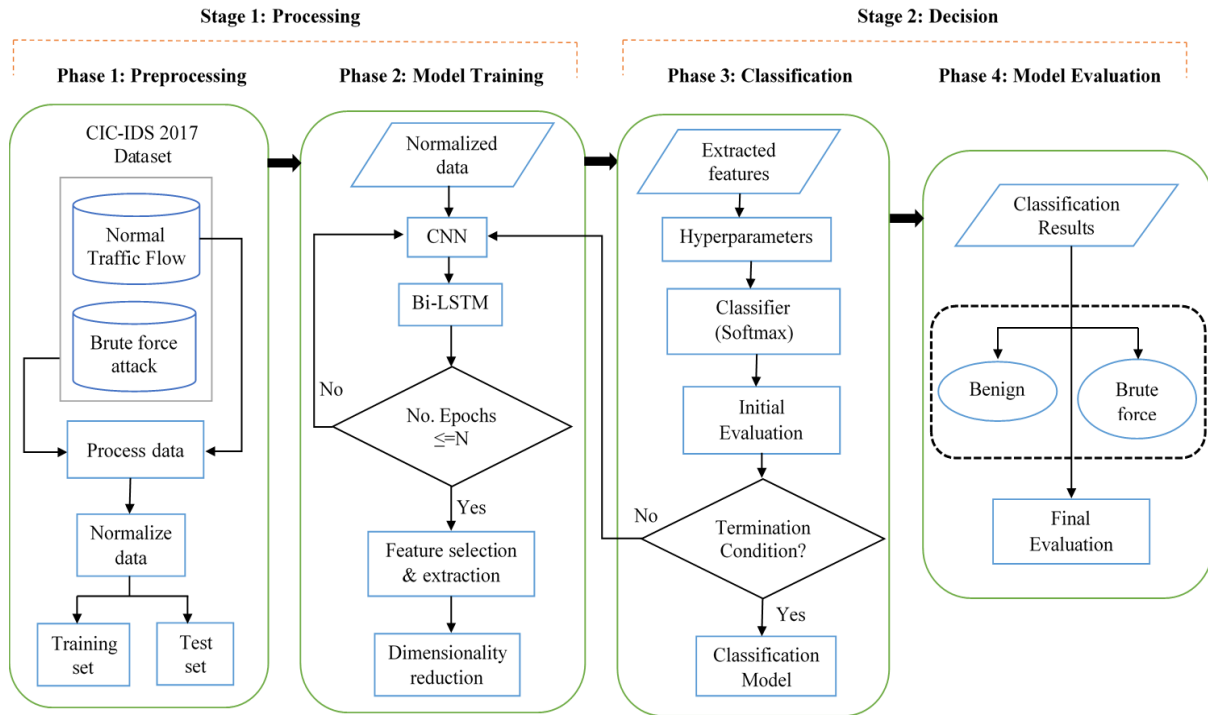 Stage 1: Processing
Stage 2: Decision
Phase 1: Preprocessing
Phase 2: Model Training
Phase 3: Classification
Phase 4: Model Evaluation
CIC-IDS 2017
Dataset
Normal
Traffic Flow
Brute force
attack
Process data
Normalize
data
Training
set
Test
set
Normalized
data
CNN
Bi-LSTM
No
No. Epochs
<=N
Yes
Feature selection
& extraction
Dimensionality
reduction
Extracted
features
Hyperparameters
Classifier
(Softmax)
Initial
Evaluation
No
Termination
Condition?
Yes
Classification
Model
Classification
Results
Benign
Brute
force
Final
Evaluation